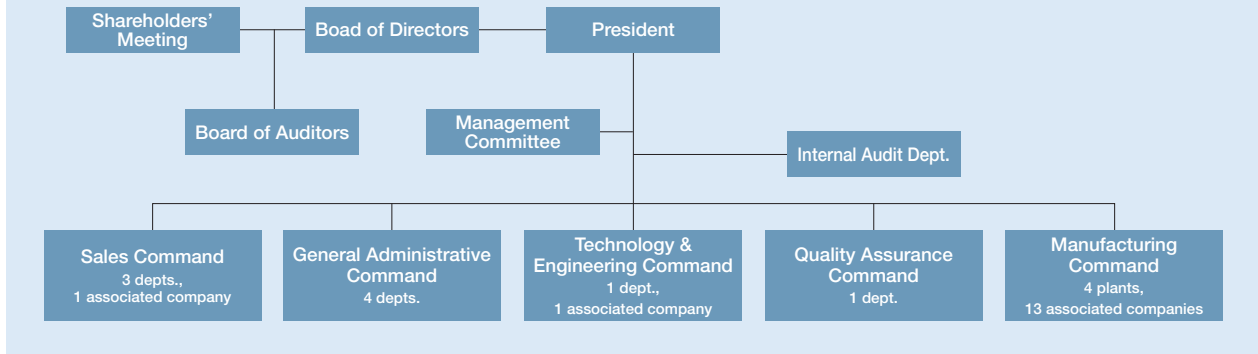 Shareholders’
Meeting
Boad of Directors
President
Board of Auditors
Management
Committee
Internal Audit Dept.
Sales Command
3 depts.,
1 associated company
General Administrative
Command
4 depts.
Technology &
Engineering Command
1 dept.,
1 associated company
Quality Assurance
Command
1 dept.
Manufacturing
Command
4 plants,
13 associated companies